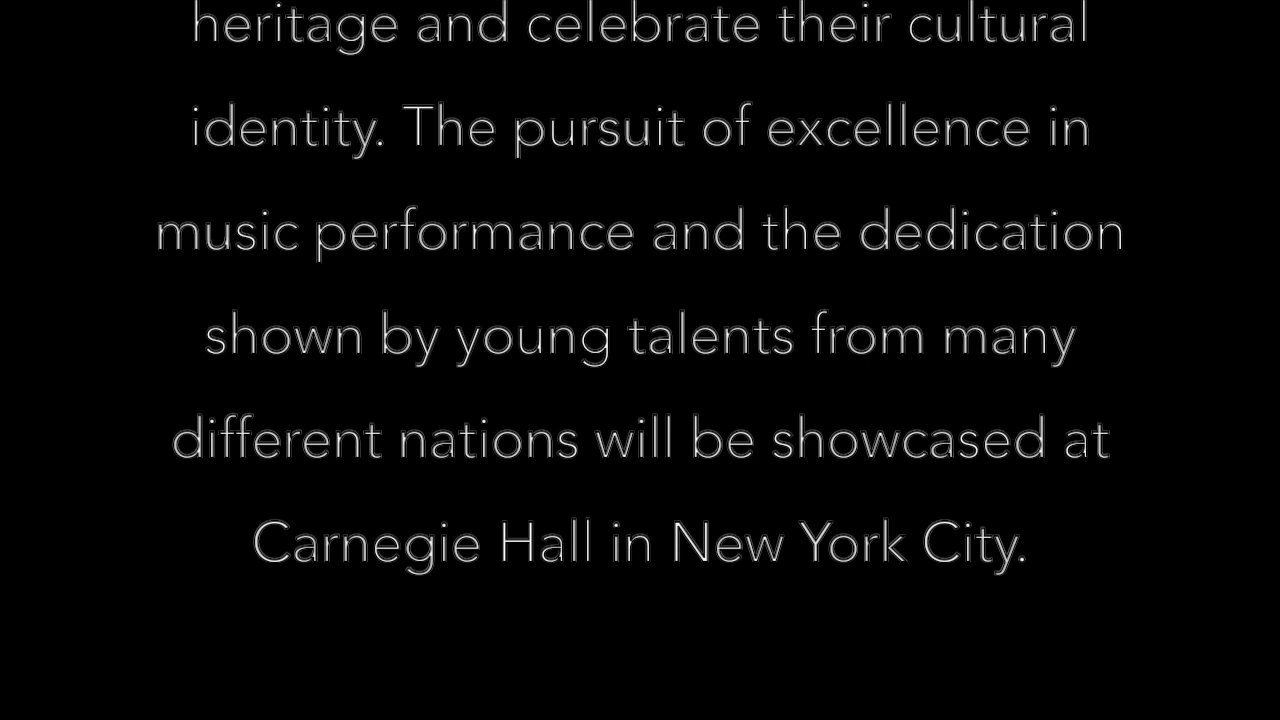 heritage and celebrate their cultural
identity. The pursuit of excellence in
music performance and the dedication
shown by young talents from many
different nations will be showcased at
Carnegie Hall in New York City.